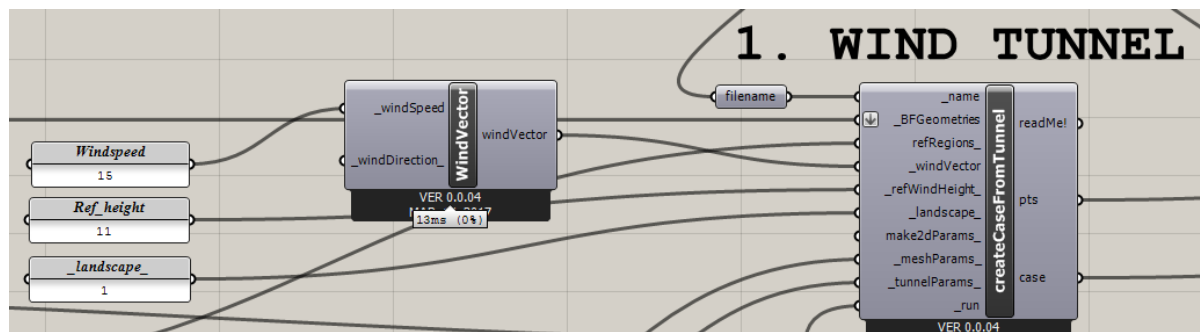 1. WIND TUNNEL
Windspeed
15
Ref_height
11
_landscape_
1
_windSpeed
_windDirection_
WindVector
windVector
VER 0.0.04
13ms (0%)
filename
_name
_BFGeometries
refRegions_
_windVector
_refWindHeight_
_landscape_
make2dParams_
_meshParams_
_tunnelParams_
_run
createCaseFromTunnel
readMe!
pts
case
VER 0.0.04